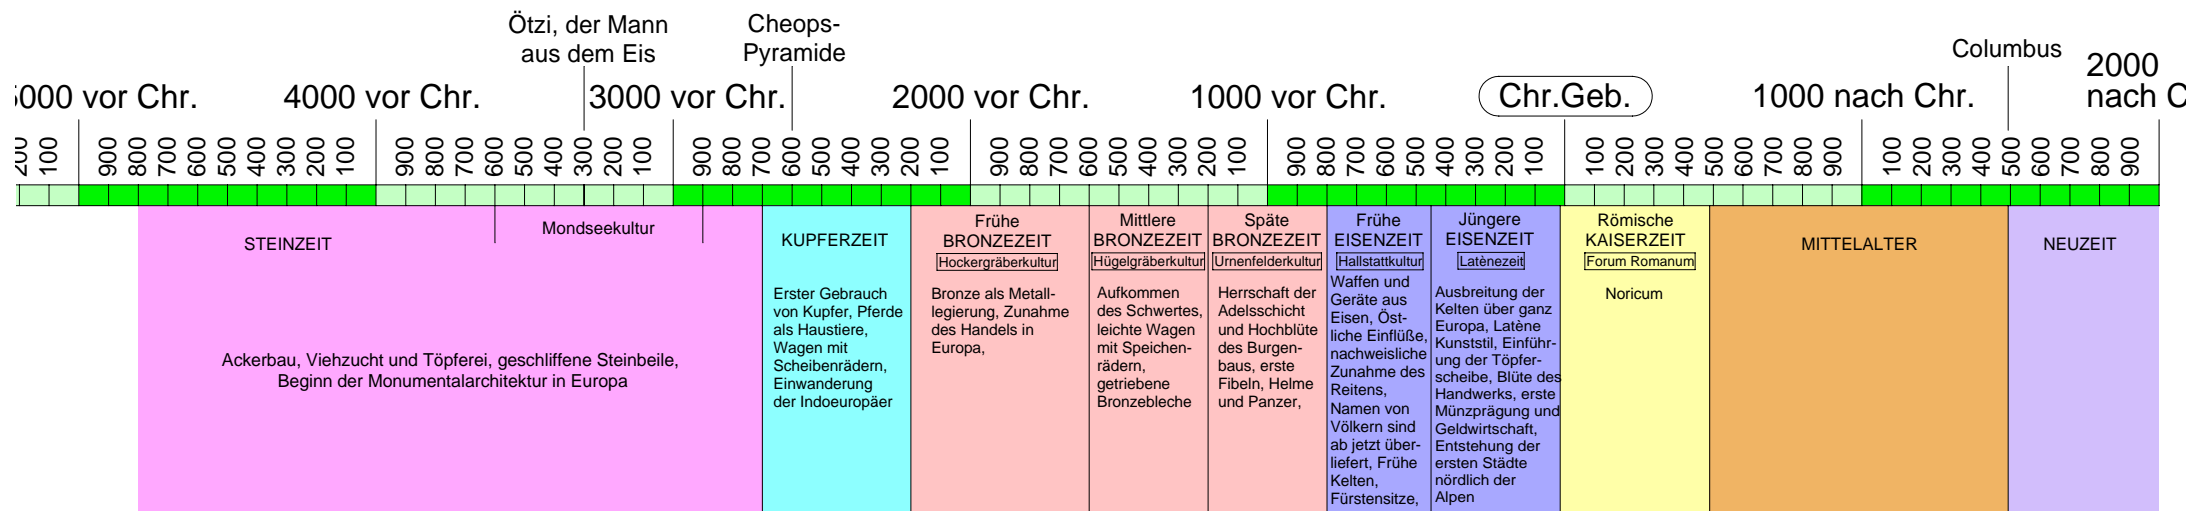 Ötzi, der Mann
aus dem Eis
Cheops-
Pyramide
Columbus
5000 vor Chr.
4000 vor Chr.
3000 vor Chr.
2000 vor Chr.
1000 vor Chr.
Chr.Geb.
1000 nach Chr.
2000
nach C
200 100 900 800 700 600 500 400 300 200 100 900 800 700 600 500 400 300 200 100 900 800 700 600 500 400 300 200 100 900 800 700 600 500 400 300 200 100 900 800 700 600 500 400 300 200 100 100 200 300 400 500 600 700 800 900 100 200 300 400 500 600 700 800 900
STEINZEIT
Mondseekultur
Ackerbau, Viehzucht und Töpferei, geschliffene Steinbeile,
Beginn der Monumentalarchitektur in Europa
KUPFERZEIT
Erster Gebrauch
von Kupfer, Pferde
als Haustiere,
Wagen mit
Scheibenrädern,
Einwanderung
der Indoeuropäer
Frühe
BRONZEZEIT
Hockergräberkultur
Bronze als Metall-
legierung, Zunahme
des Handels in
Europa,
Mittlere
BRONZEZEIT
Hügelgräberkultur
Aufkommen
des Schwertes,
leichte Wagen
mit Speichen-
rädern,
getriebene
Bronzebleche
Späte
BRONZEZEIT
Urnenfelderkultur
Herrschaft der
Adelsschicht
und Hochblüte
des Burgen-
baus, erste
Fibeln, Helme
und Panzer,
Frühe
EISENZEIT
Hallstattkultur
Waffen und
Geräte aus
Eisen, Öst-
liche Einflüße,
nachweisliche
Zunahme des
Reitens,
Namen von
Völkern sind
ab jetzt über-
liefert, Frühe
Kelten,
Fürstensitze,
Jüngere
EISENZEIT
Latènezeit
Ausbreitung der
Kelten über ganz
Europa, Latène
Kunststil, Einführ-
ung der Töpfer-
scheibe, Blüte des
Handwerks, erste
Münzprägung und
Geldwirtschaft,
Entstehung der
ersten Städte
nördlich der
Alpen
Römische
KAISERZEIT
Forum Romanum
Noricum
MITTELALTER
NEUZEIT